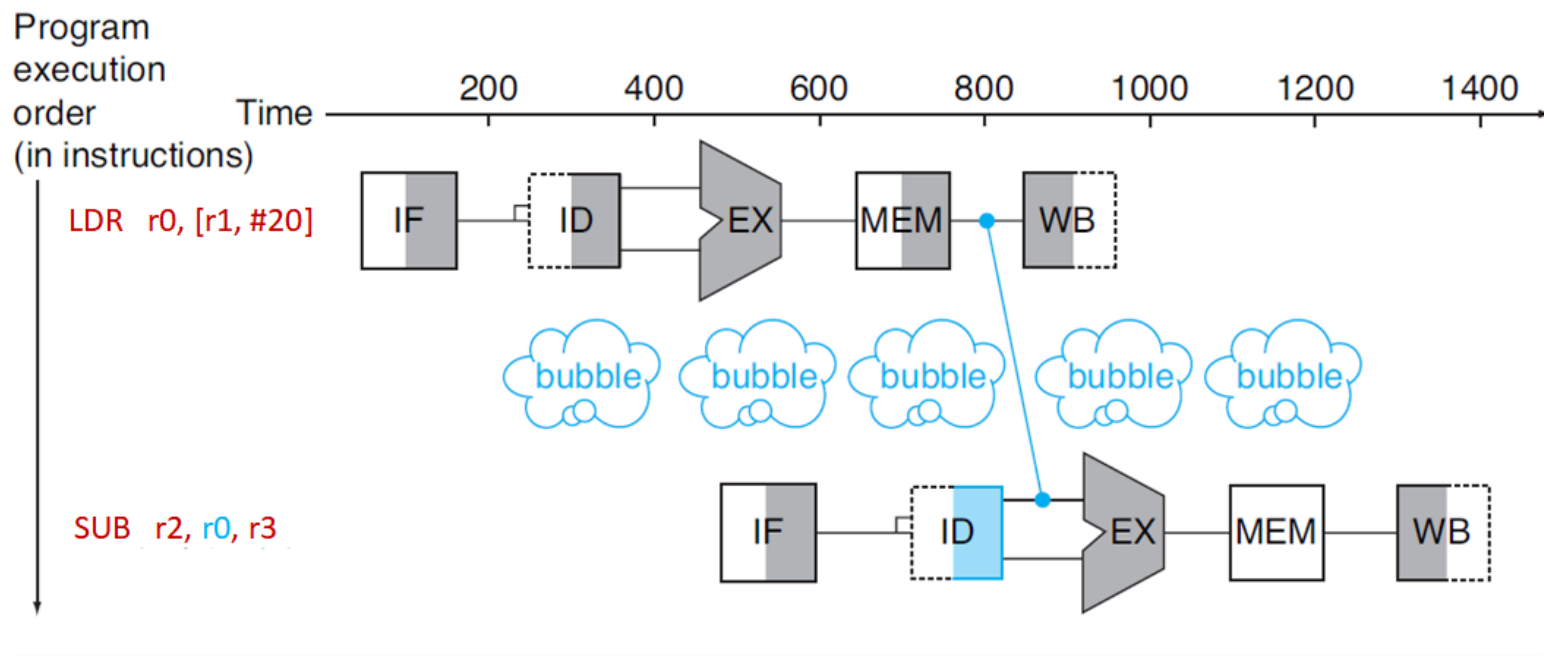 Program
execution
order
(in instructions)
Time
200 400 600 800 1000 1200 1400
LDR r0, [r1, #20]
IF ID EX MEM WB
bubble bubble bubble bubble bubble
SUB r2, r0, r3
IF ID EX MEM WB